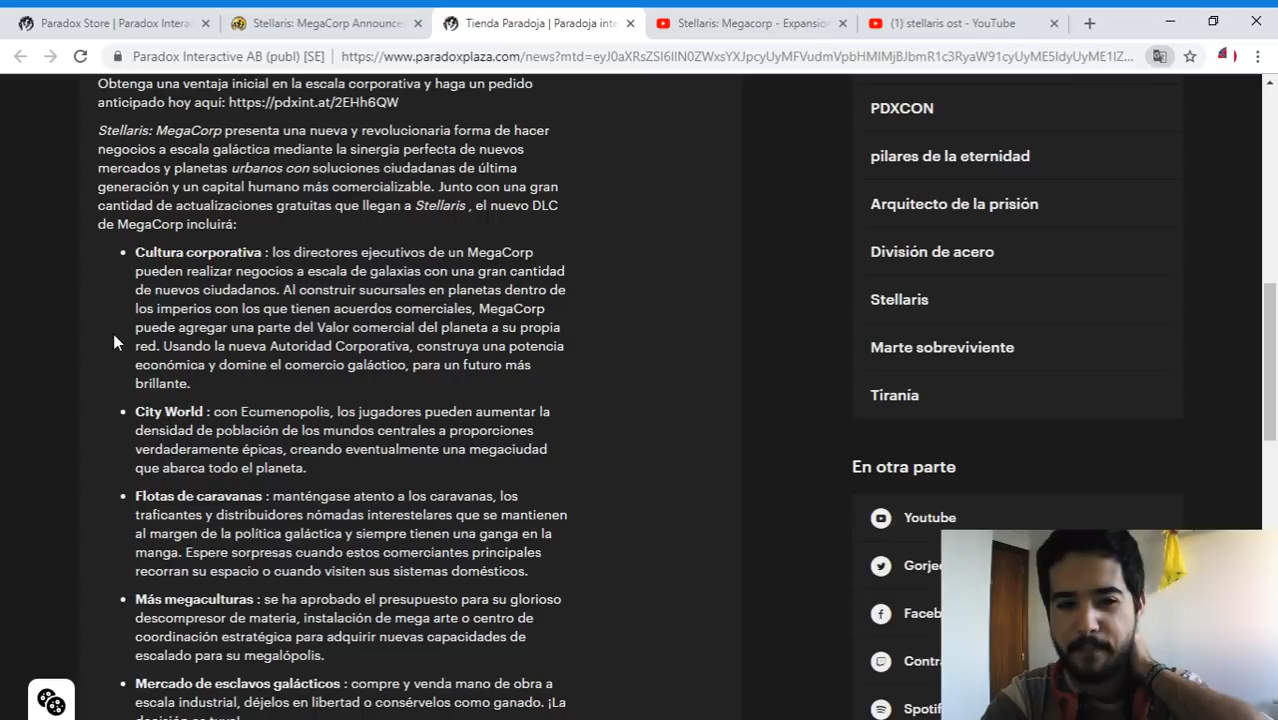 Paradox Store | Paradox Intera
Stellaris: MegaCorp Announce
Tienda Paradoja | Paradoja inte
Stellaris: Megacorp - Expansion
(1) stellaris ost - YouTube
Paradox Interactive AB (publ) [SE]
Obtenga una ventaja inicial en la escala corporativa y haga un pedido
anticipado hoy aquí: https://pdxint.at/2EHh6QW
Stellaris: MegaCorp presenta una nueva y revolucionaria forma de hacer
negocios a escala galáctica mediante la sinergia perfecta de nuevos
mercados y planetas urbanos con soluciones ciudadanas de última
generación y un capital humano más comercializable. Junto con una gran
cantidad de actualizaciones gratuitas que llegan a Stellaris , el nuevo DLC
de MegaCorp incluirá:
Cultura corporativa : los directores ejecutivos de un MegaCorp
pueden realizar negocios a escala de galaxias con una gran cantidad
de nuevos ciudadanos. Al construir sucursales en planetas dentro de
los imperios con los que tienen acuerdos comerciales, MegaCorp
puede agregar una parte del Valor comercial del planeta a su propia
red. Usando la nueva Autoridad Corporativa, construya una potencia
económica y domine el comercio galáctico, para un futuro más
brillante.
City World : con Ecumenopolis, los jugadores pueden aumentar la
densidad de población de los mundos centrales a proporciones
verdaderamente épicas, creando eventualmente una megaciudad
que abarca todo el planeta.
Flotas de caravanas : manténgase atento a los caravanas, los
traficantes y distribuidores nómadas interestelares que se mantienen
al margen de la política galáctica y siempre tienen una ganga en la
manga. Espere sorpresas cuando estos comerciantes principales
recorran su espacio o cuando visiten sus sistemas domésticos.
Más megaculturas : se ha aprobado el presupuesto para su glorioso
descompresor de materia, instalación de mega arte o centro de
coordinación estratégica para adquirir nuevas capacidades de
escalado para su megalópolis.
Mercado de esclavos galácticos : compre y venda mano de obra a
escala industrial, déjelos en libertad o consérvelos como ganado. ¡La
PDXCON
pilares de la eternidad
Arquitecto de la prisión
División de acero
Stellaris
Marte sobreviviente
Tiranía
En otra parte
Youtube
Gorje
Faceb
Contra
Spotif